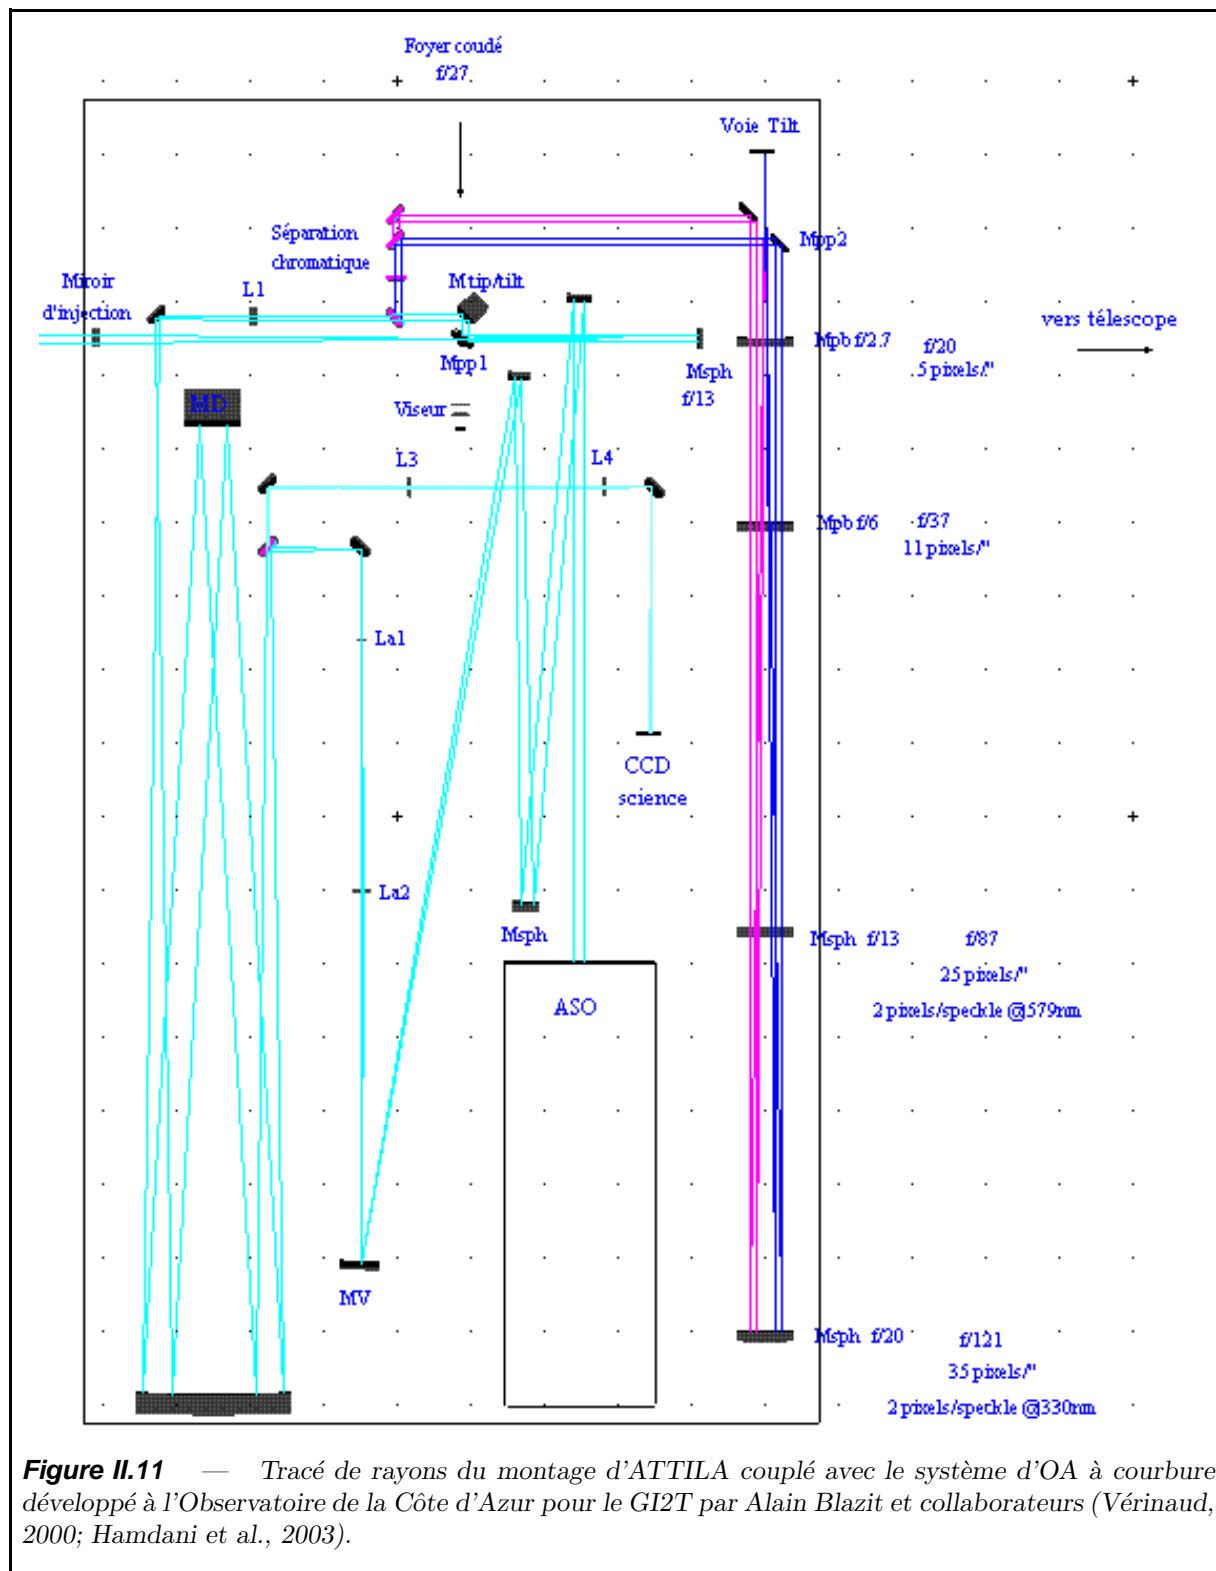 Foyer coudé
f/27
Voie Tilt
Séparation
chromatique
Mpp2
Miroir
d'injection
L1
M tip/tilt
Mpp1
Msph
f/13
Mpb f/2.7
f/20
5 pixels/"
vers télescope
MD
Viseur
L3
L4
Mpb f/6
f/37
11 pixels/"
La1
CCD
science
La2
Msph
Msph f/13
f/87
25 pixels/"
2 pixels/speckle @579nm
ASO
MV
Msph f/20
f/121
35 pixels/"
2 pixels/speckle @330nm
Figure II.11 — Tracé de rayons du montage d'ATTILA couplé avec le système d'OA à courbure
développé à l'Observatoire de la Côte d'Azur pour le GI2T par Alain Blazit et collaborateurs (Vérinaud,
2000; Hamdani et al., 2003).